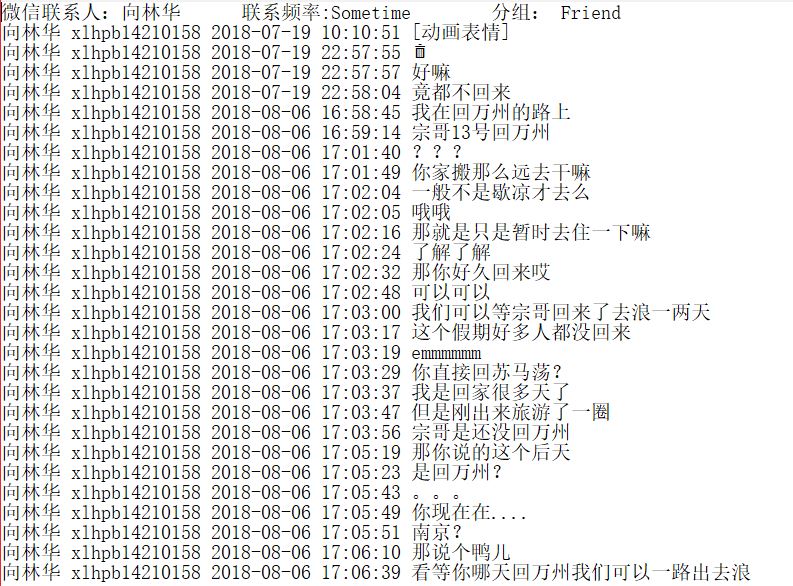 微信联系人：向林华 联系频率:Sometime 分组： Friend
向林华 xlhpb14210158 2018-07-19 10:10:51 [动画表情]
向林华 xlhpb14210158 2018-07-19 22:57:55
向林华 xlhpb14210158 2018-07-19 22:57:57 好嘛
向林华 xlhpb14210158 2018-07-19 22:58:04 竟都不回来
向林华 xlhpb14210158 2018-08-06 16:58:45 我在回万州的路上
向林华 xlhpb14210158 2018-08-06 16:59:14 宗哥13号回万州
向林华 xlhpb14210158 2018-08-06 17:01:40 ？？？
向林华 xlhpb14210158 2018-08-06 17:01:49 你家搬那么远去干嘛
向林华 xlhpb14210158 2018-08-06 17:02:04 一般不是歇凉才去么
向林华 xlhpb14210158 2018-08-06 17:02:05 哦哦
向林华 xlhpb14210158 2018-08-06 17:02:16 那就是只是暂时去住一下嘛
向林华 xlhpb14210158 2018-08-06 17:02:24 了解了解
向林华 xlhpb14210158 2018-08-06 17:02:32 那你好久回来哎
向林华 xlhpb14210158 2018-08-06 17:02:48 可以可以
向林华 xlhpb14210158 2018-08-06 17:03:00 我们可以等宗哥回来了去浪一两天
向林华 xlhpb14210158 2018-08-06 17:03:17 这个假期好多人都没回来
向林华 xlhpb14210158 2018-08-06 17:03:19 emmmmmm
向林华 xlhpb14210158 2018-08-06 17:03:29 你直接回苏马荡？
向林华 xlhpb14210158 2018-08-06 17:03:37 我是回家很多天了
向林华 xlhpb14210158 2018-08-06 17:03:47 但是刚出来旅游了一圈
向林华 xlhpb14210158 2018-08-06 17:03:56 宗哥是还没回万州
向林华 xlhpb14210158 2018-08-06 17:05:19 那你说的这个后天
向林华 xlhpb14210158 2018-08-06 17:05:23 是回万州？
向林华 xlhpb14210158 2018-08-06 17:05:43 。。。
向林华 xlhpb14210158 2018-08-06 17:05:49 你现在在....
向林华 xlhpb14210158 2018-08-06 17:05:51 南京？
向林华 xlhpb14210158 2018-08-06 17:06:10 那说个鸭儿
向林华 xlhpb14210158 2018-08-06 17:06:39 看等你哪天回万州我们可以一路出去浪